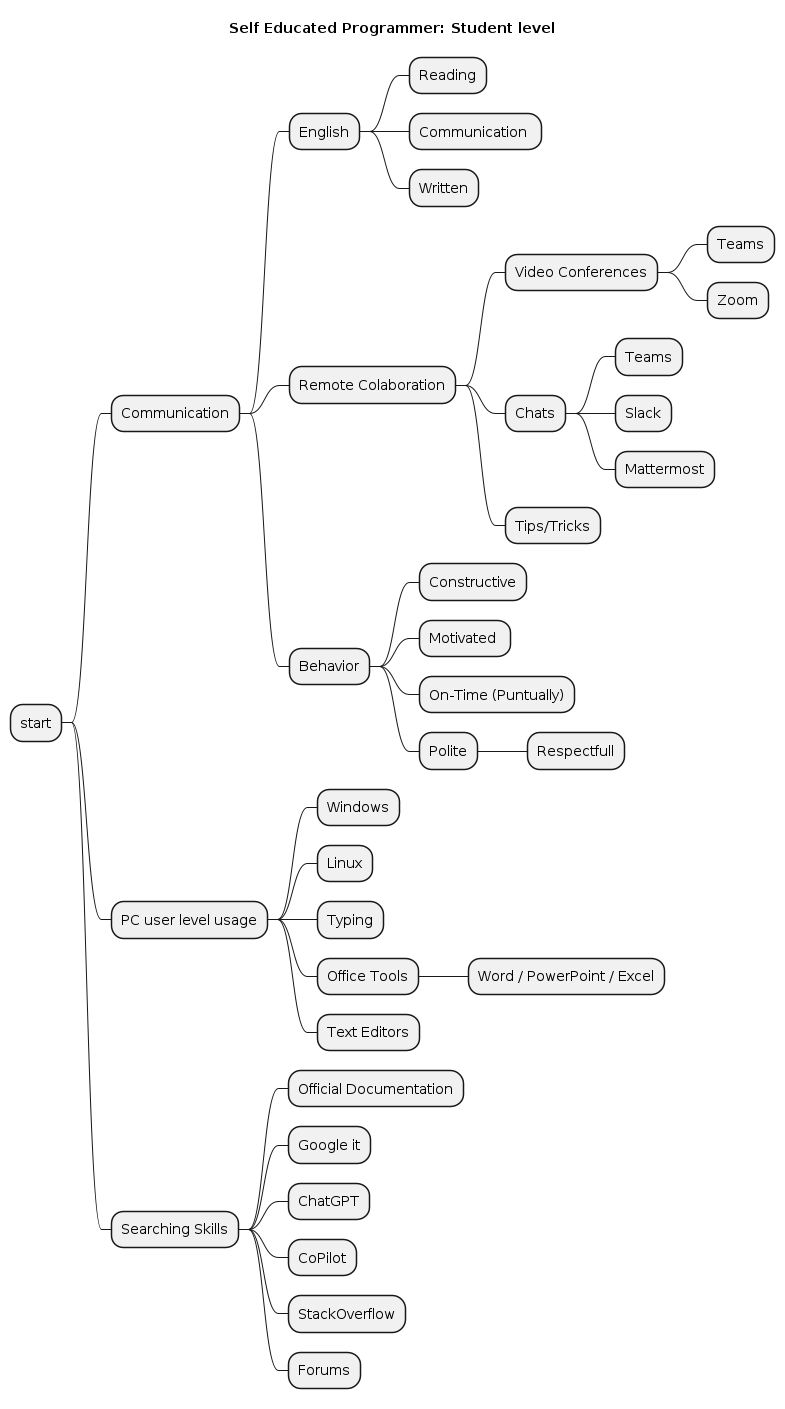 Self Educated Programmer: Student level
start
Communication
English
Reading
Communication
Written
Remote Colaboration
Video Conferences
Teams
Zoom
Chats
Teams
Slack
Mattermost
Tips/Tricks
Behavior
Constructive
Motivated
On-Time (Puntually)
Polite
Respectfull
PC user level usage
Windows
Linux
Typing
Office Tools
Word / PowerPoint / Excel
Text Editors
Searching Skills
Official Documentation
Google it
ChatGPT
CoPilot
StackOverflow
Forums